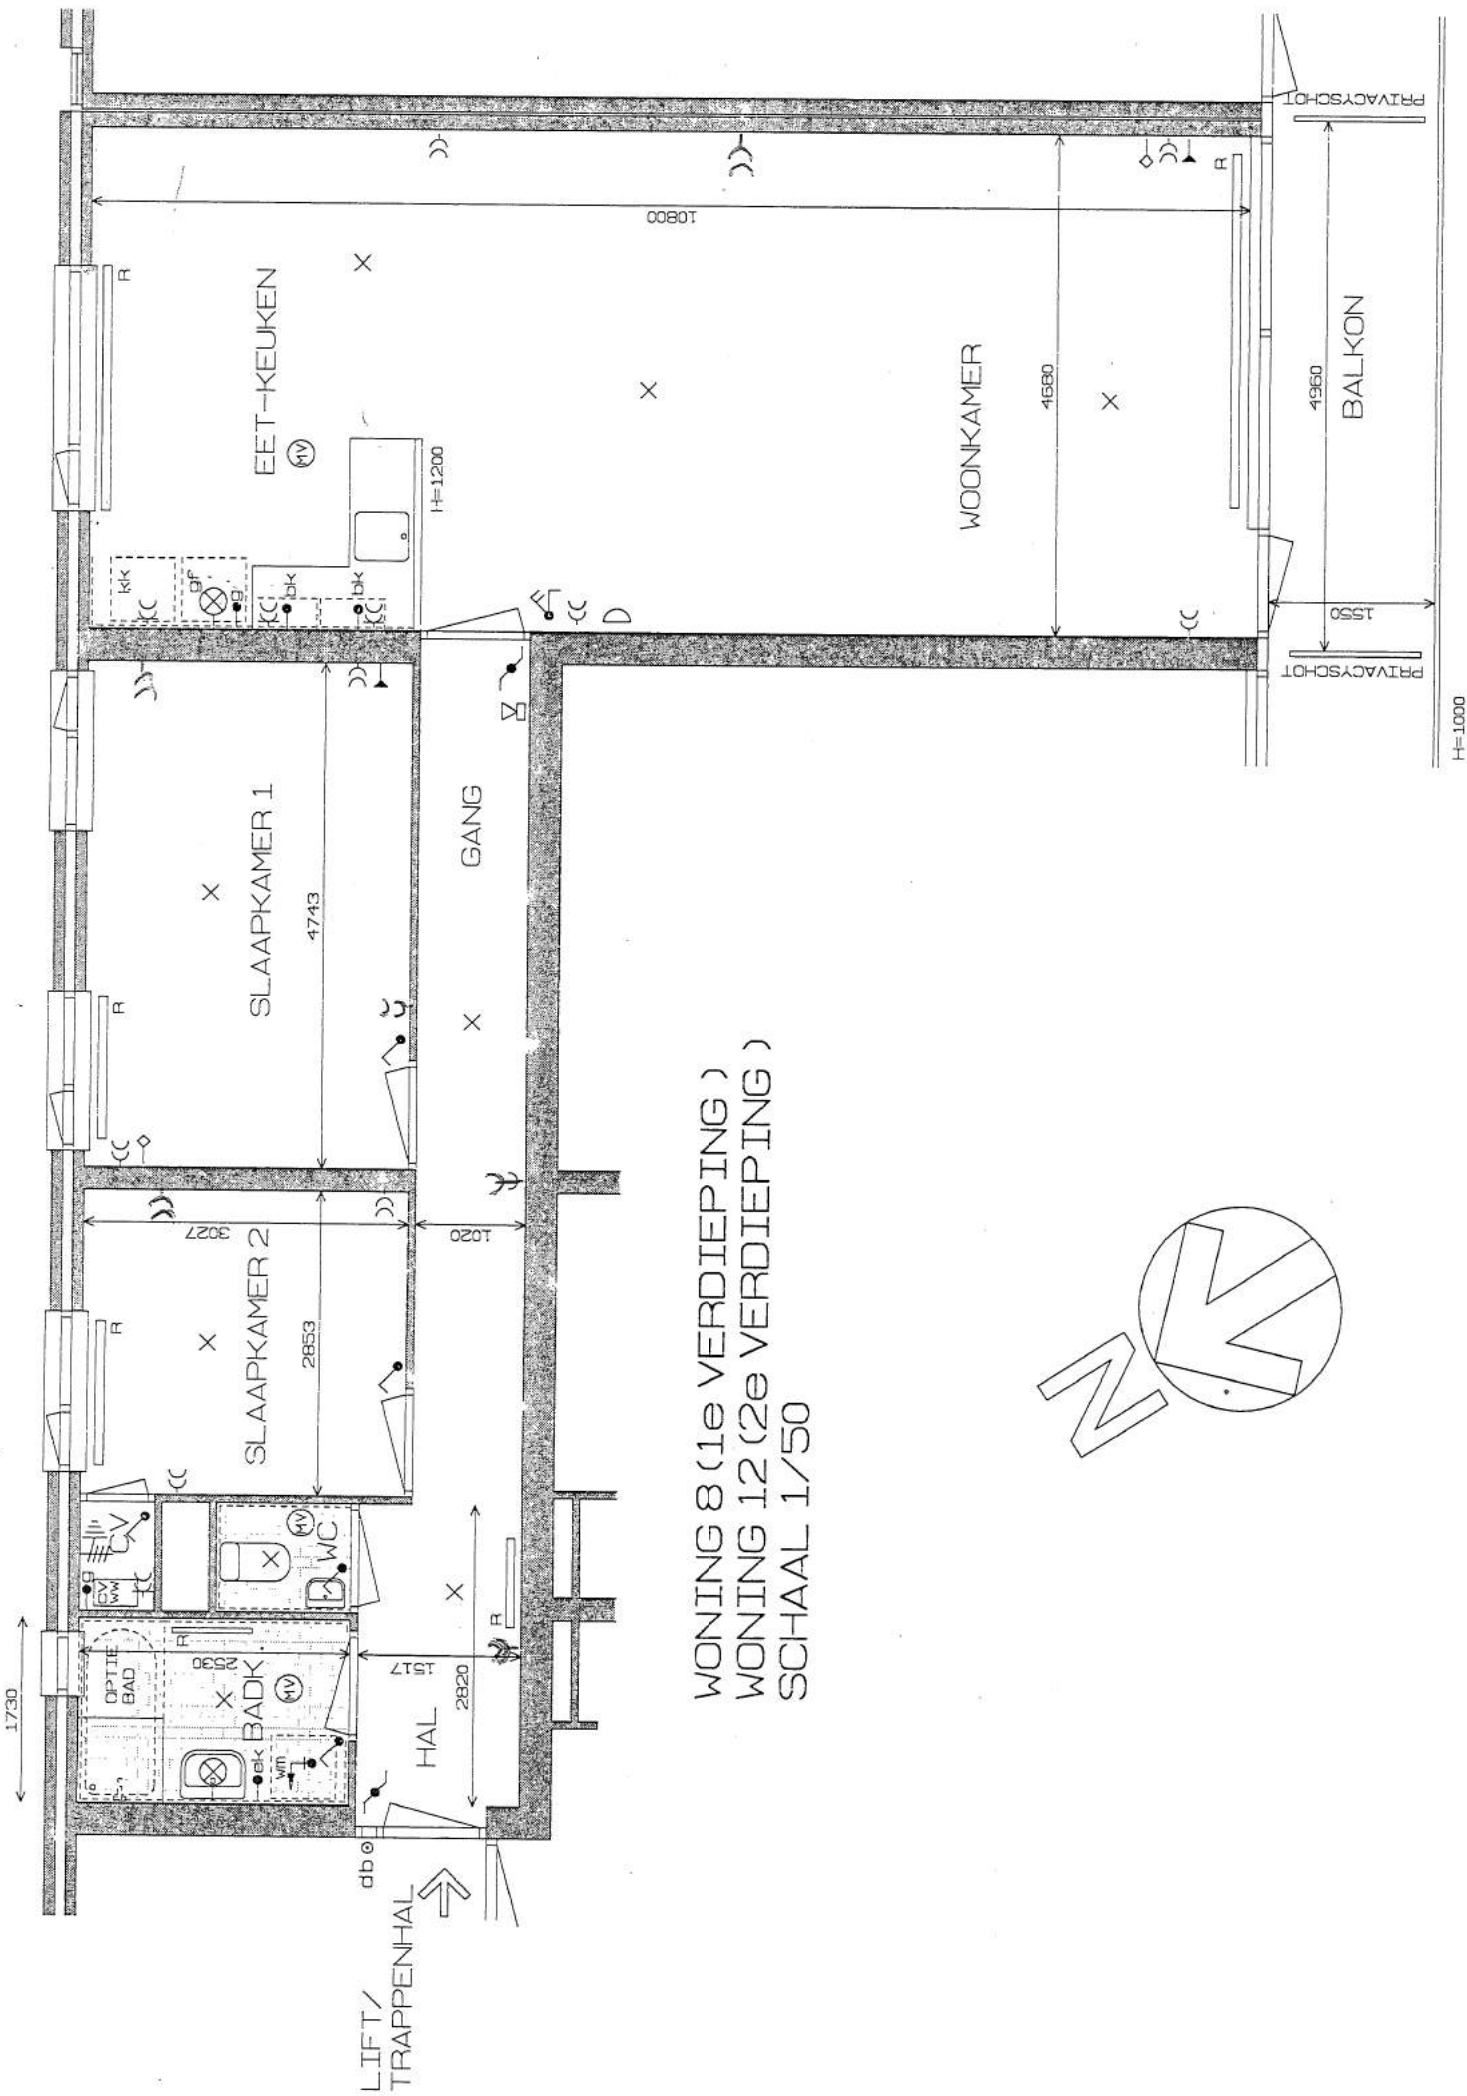 LIFT/
TRAPPENHAL
db
1730
OPTIE
BAD
2530
R
BADK.
MV
ek
wm
HAL
1517
2820
R
g
CV
WW
CV
MV
WC
SLAAPKAMER 2
R
3027
2853
1020
SLAAPKAMER 1
R
4743
GANG
kk
gf
g
bk
bk
EET-KEUKEN
MV
R
H=1200
D
10800
WOONKAMER
4680
R
BALKON
4960
1550
PRIVACYSCHOT
PRIVACYSCHOT
H=1000
WONING 8 (1e VERDIEPING )
WONING 12 (2e VERDIEPING )
SCHAAL 1/50
N